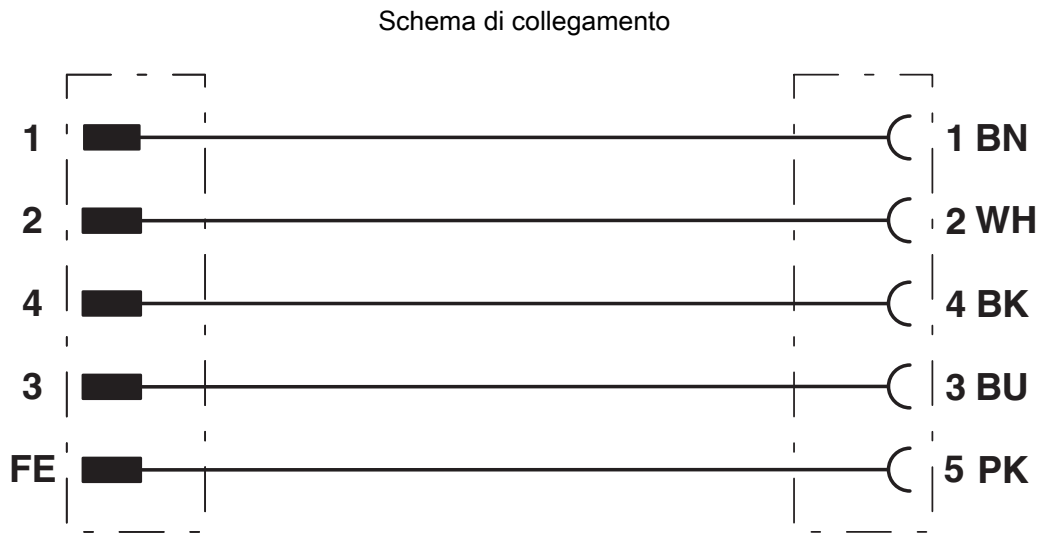 Schema di collegamento
1 1 BN
2 2 WH
4 4 BK
3 3 BU
FE 5 PK